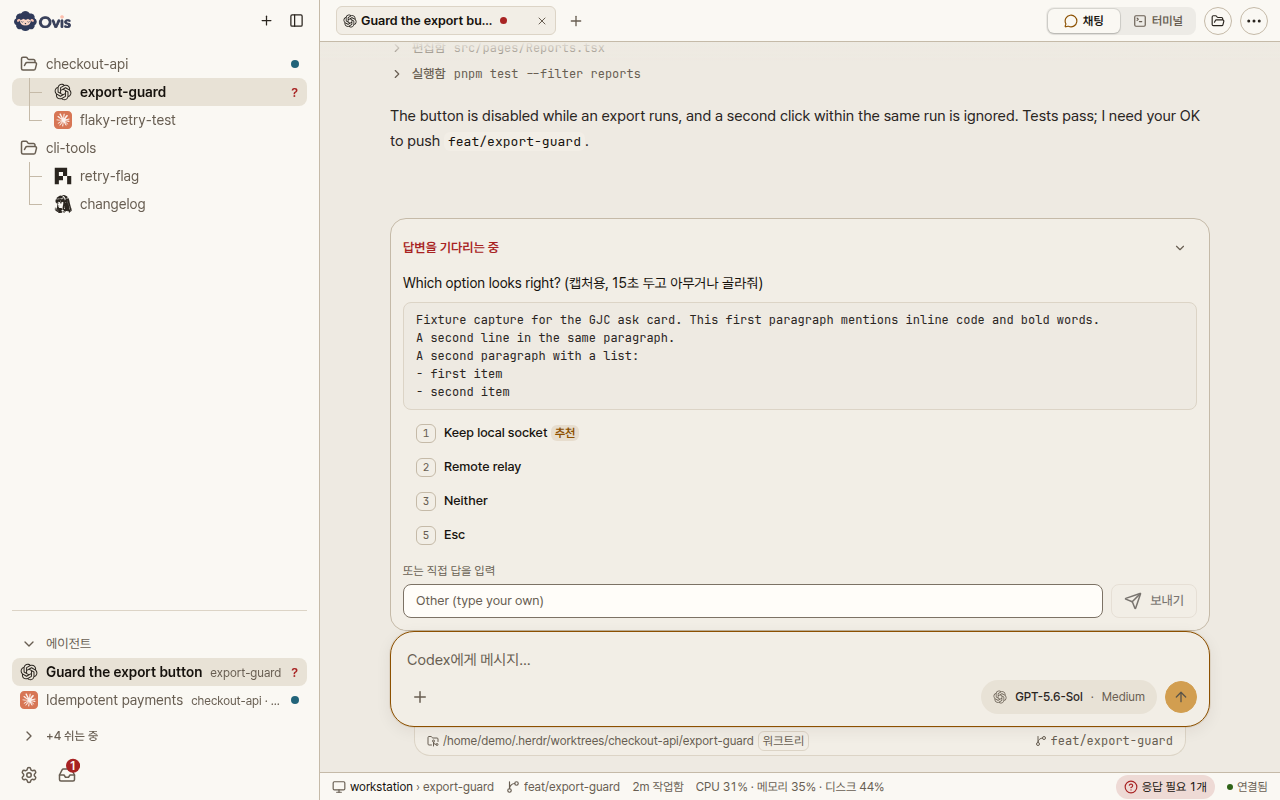 Ovis
checkout-api
export-guard ?
flaky-retry-test
cli-tools
retry-flag
changelog
에이전트
Guard the export button export-guard ?
Idempotent payments checkout-api · ...
+4 쉬는 중
1
Guard the export bu...
채팅
터미널
편집함 src/pages/Reports.tsx
실행함 pnpm test --filter reports
The button is disabled while an export runs, and a second click within the same run is ignored. Tests pass; I need your OK
to push feat/export-guard.
답변을 기다리는 중
Which option looks right? (캡처용, 15초 두고 아무거나 골라줘)
Fixture capture for the GJC ask card. This first paragraph mentions inline code and bold words.
A second line in the same paragraph.
A second paragraph with a list:
- first item
- second item
1 Keep local socket 추천
2 Remote relay
3 Neither
5 Esc
또는 직접 답을 입력
Other (type your own)
보내기
Codex에게 메시지...
GPT-5.6-Sol · Medium
/home/demo/.herdr/worktrees/checkout-api/export-guard 워크트리
feat/export-guard
workstation › export-guard
feat/export-guard
2m 작업함
CPU 31% · 메모리 35% · 디스크 44%
응답 필요 1개
연결됨